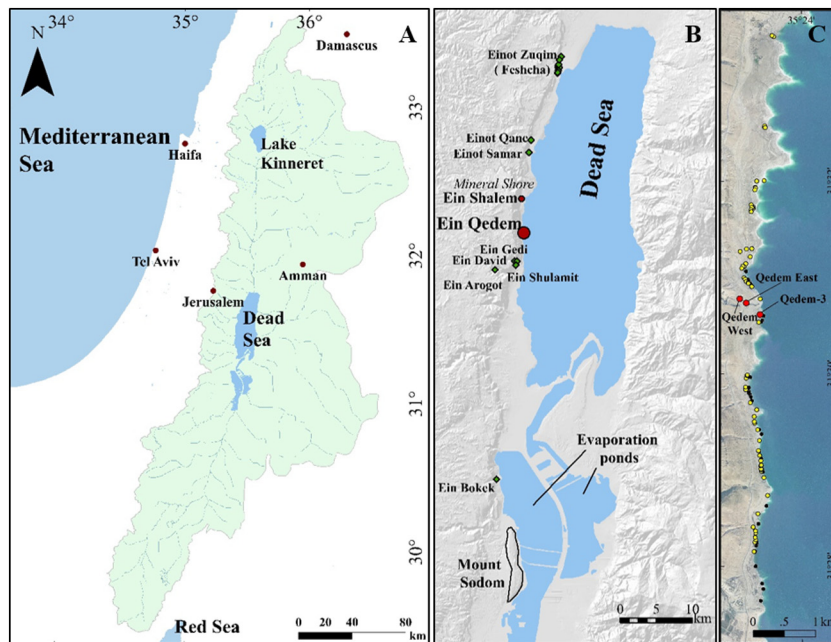 34°
35°
36°
A
Damascus
33°
Mediterranean
Sea
Haifa
Lake
Kinneret
32°
Tel Aviv
Amman
Jerusalem
Dead
Sea
31°
30°
Red Sea
0
40
80
km
B
Einot Zuqim
( Feshcha)
Dead Sea
Einot Qane
Einot Samar
Mineral Shore
Ein Shalem
Ein Qedem
Ein Gedi
Ein David
Ein Shulamit
Ein Arogot
Evaporation
ponds
Ein Bokek
Mount
Sodom
0
5
10
km
35°24'
C
Qedem East
Qedem-3
Qedem
West
0
0.5
1 km